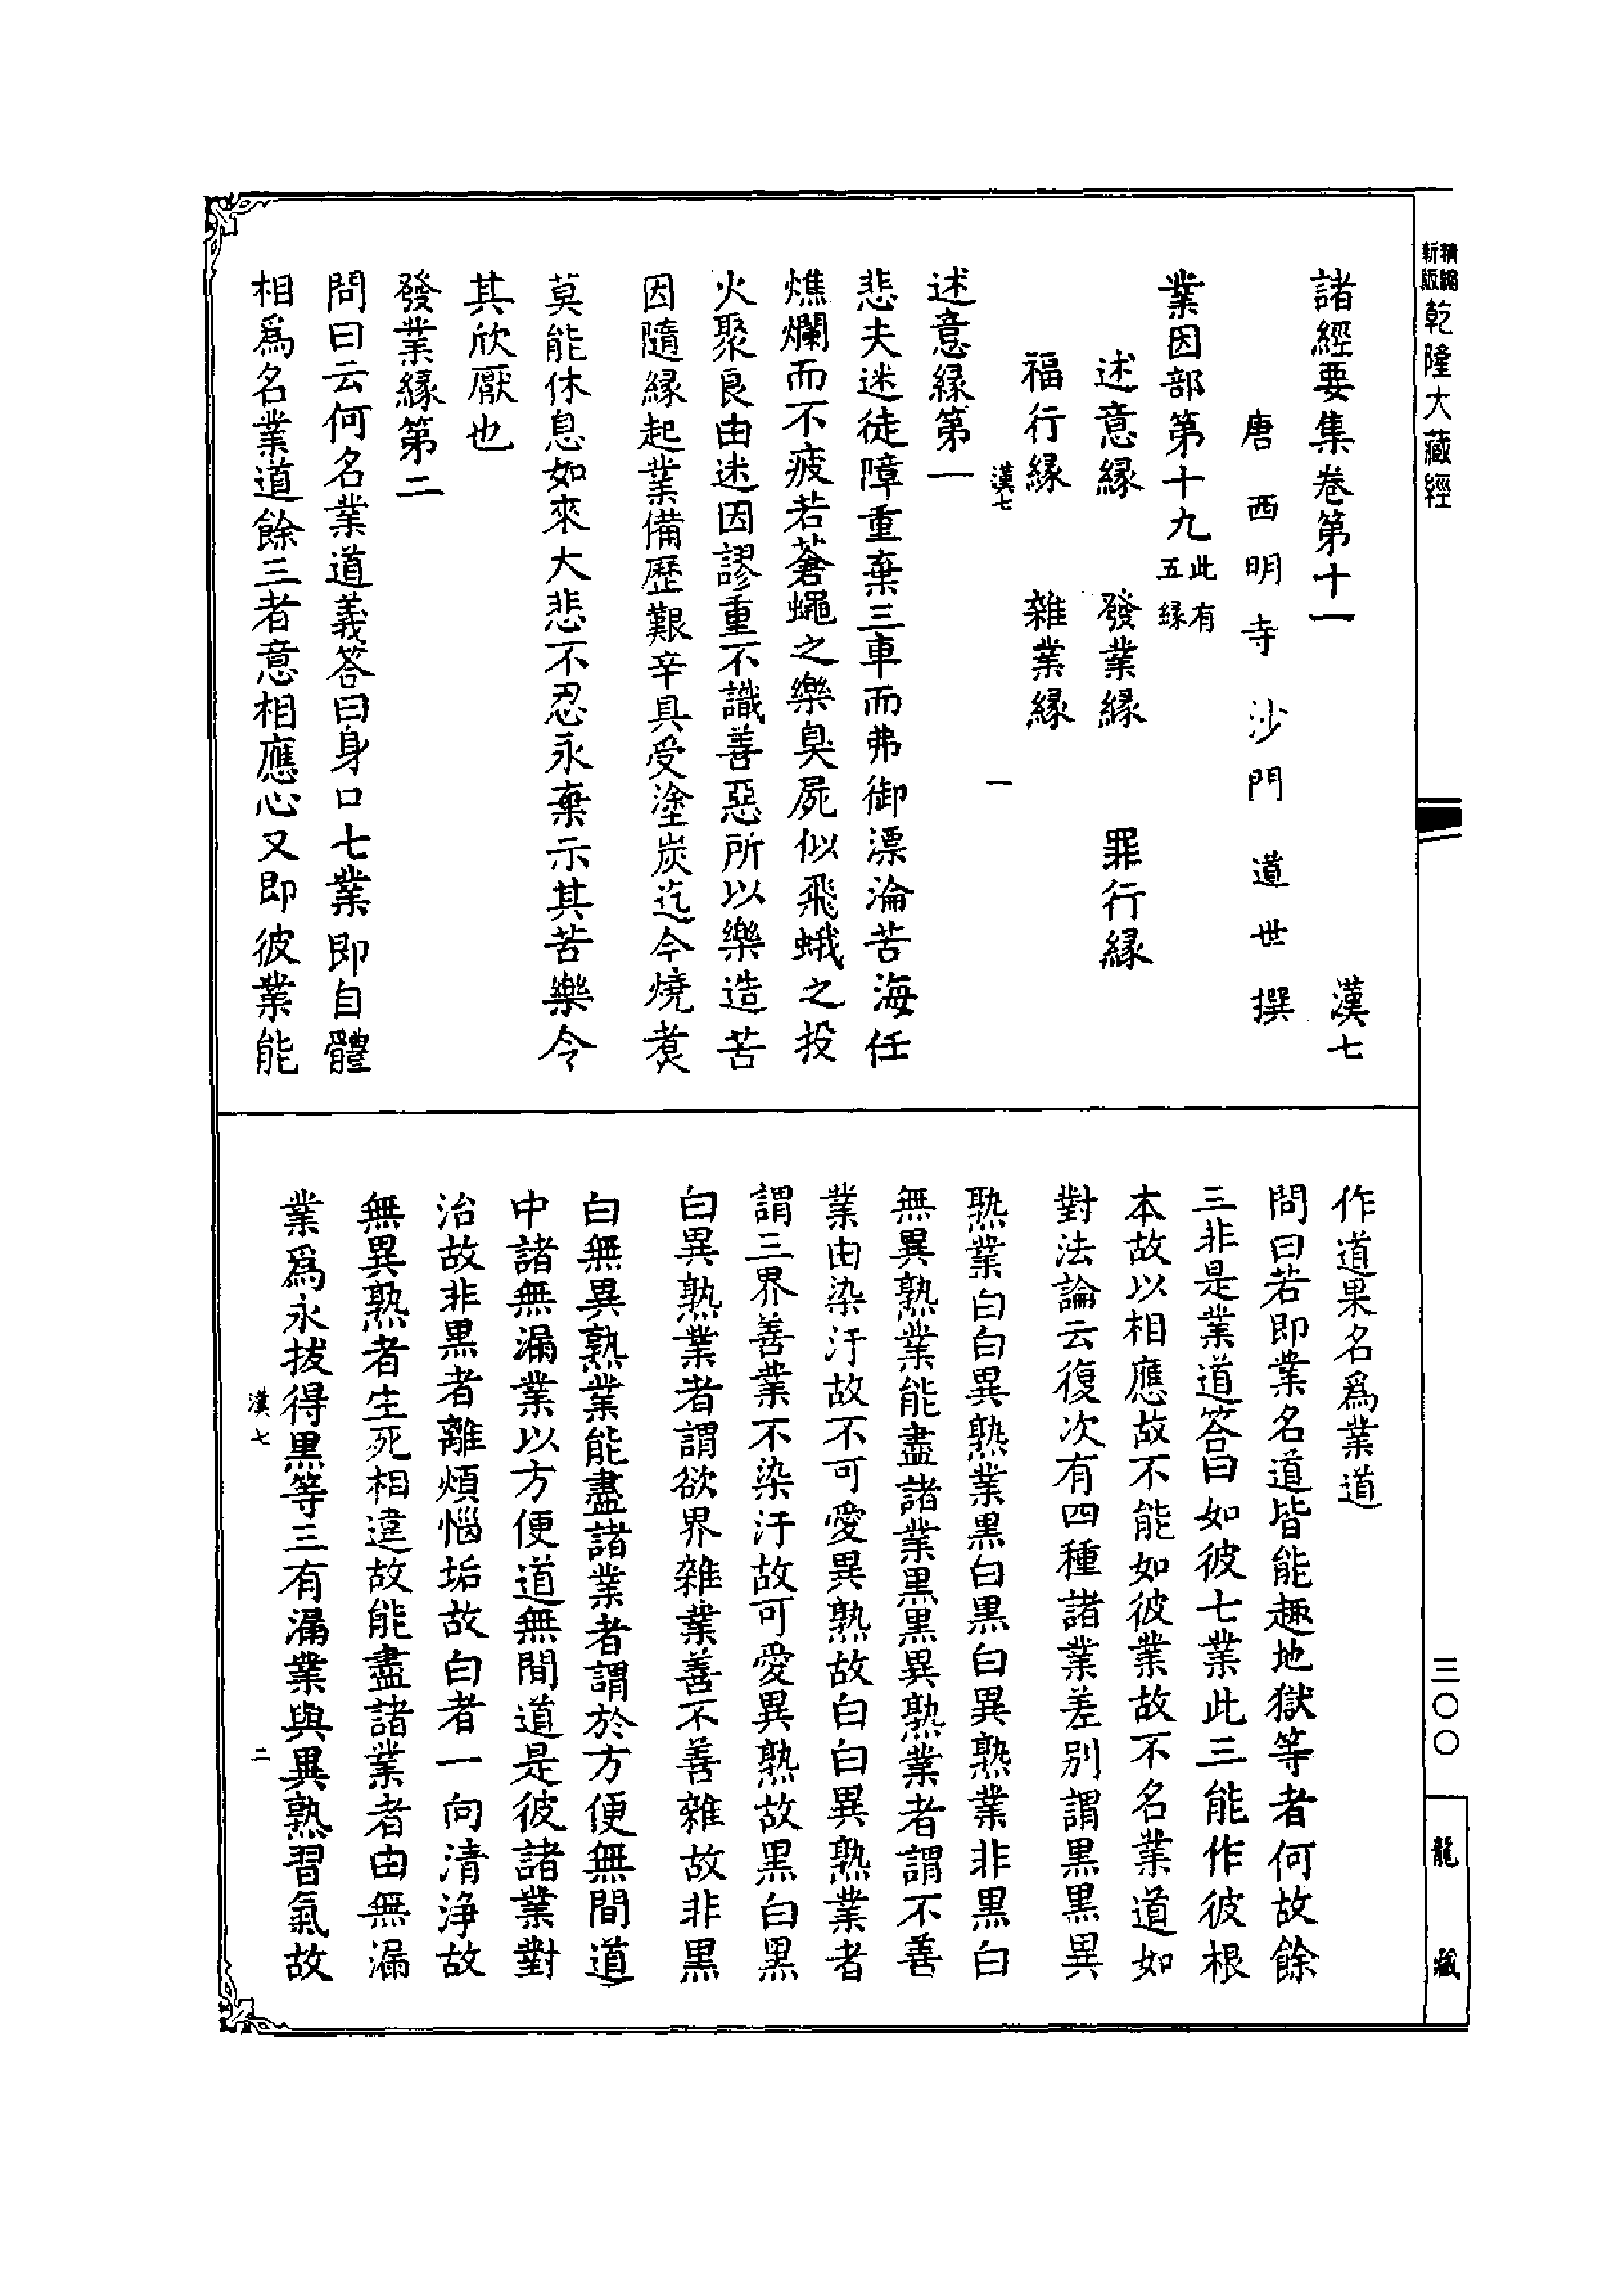 精縮新版乾隆大藏經
諸經要集卷第十一 漢七
唐西明寺沙門道世撰
業因部第十九此有五緣
述意緣 發業緣 罪行緣
福行緣 雜業緣
漢七 一
述意緣第一
悲夫迷徒障重棄三車而弗御漂淪苦海任
燋爛而不疲若蒼蠅之樂臭屍似飛蛾之投
火聚良由迷因謬重不識善惡所以樂造苦
因隨緣起業備歷艱辛具受塗炭迄今燒煑
莫能休息如來大悲不忍永棄示其苦樂令
其欣厭也
發業緣第二
問曰云何名業道義答曰身口七業即自體
相爲名業道餘三者意相應心又即彼業能
作道果名爲業道
問曰若即業名道皆能趣地獄等者何故餘
三非是業道答曰如彼七業此三能作彼根
本故以相應故不能如彼業故不名業道如
對法論云復次有四種諸業差別謂黑黑異
熟業白白異熟業黑白黑白異熟業非黑白
無異熟業能盡諸業黑黑異熟業者謂不善
業由染汙故不可愛異熟故白白異熟業者
謂三界善業不染汙故可愛異熟故黑白黑
白異熟業者謂欲界雜業善不善雜故非黑
白無異熟業能盡諸業者謂於方便無間道
中諸無漏業以方便道無間道是彼諸業對
治故非黑者離煩惱垢故白者一向清淨故
無異熟者生死相違故能盡諸業者由無漏
業爲永拔得黑等三有漏業與異熟習氣故
漢七 二
三〇〇
龍藏